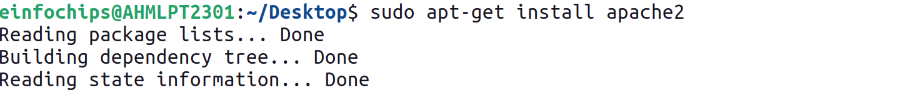 einfochips@AHMLPT2301:~/Desktop$ sudo apt-get install apache2
Reading package lists... Done
Building dependency tree... Done
Reading state information... Done